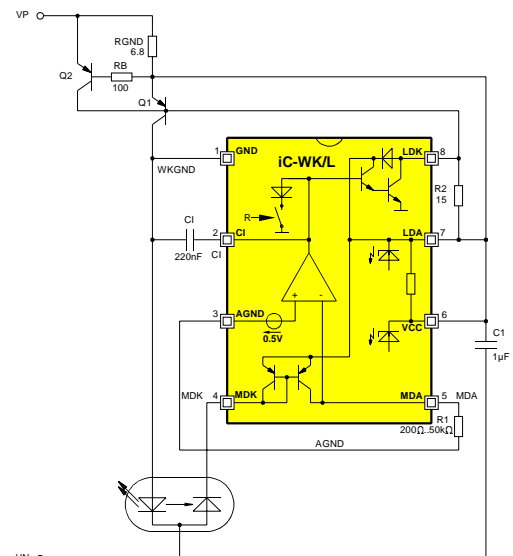 VP
RGND
6.8
Q2
RB
100
Q1
1
GND
iC-WK/L
LDK
8
WKGND
R
R2
15
CI
220nF
2
CI
CI
LDA
7
3
AGND
+
-
0.5V
VCC
6
C1
1µF
MDK
4
MDK
MDA
5
MDA
R1
200Ω..50kΩ
AGND